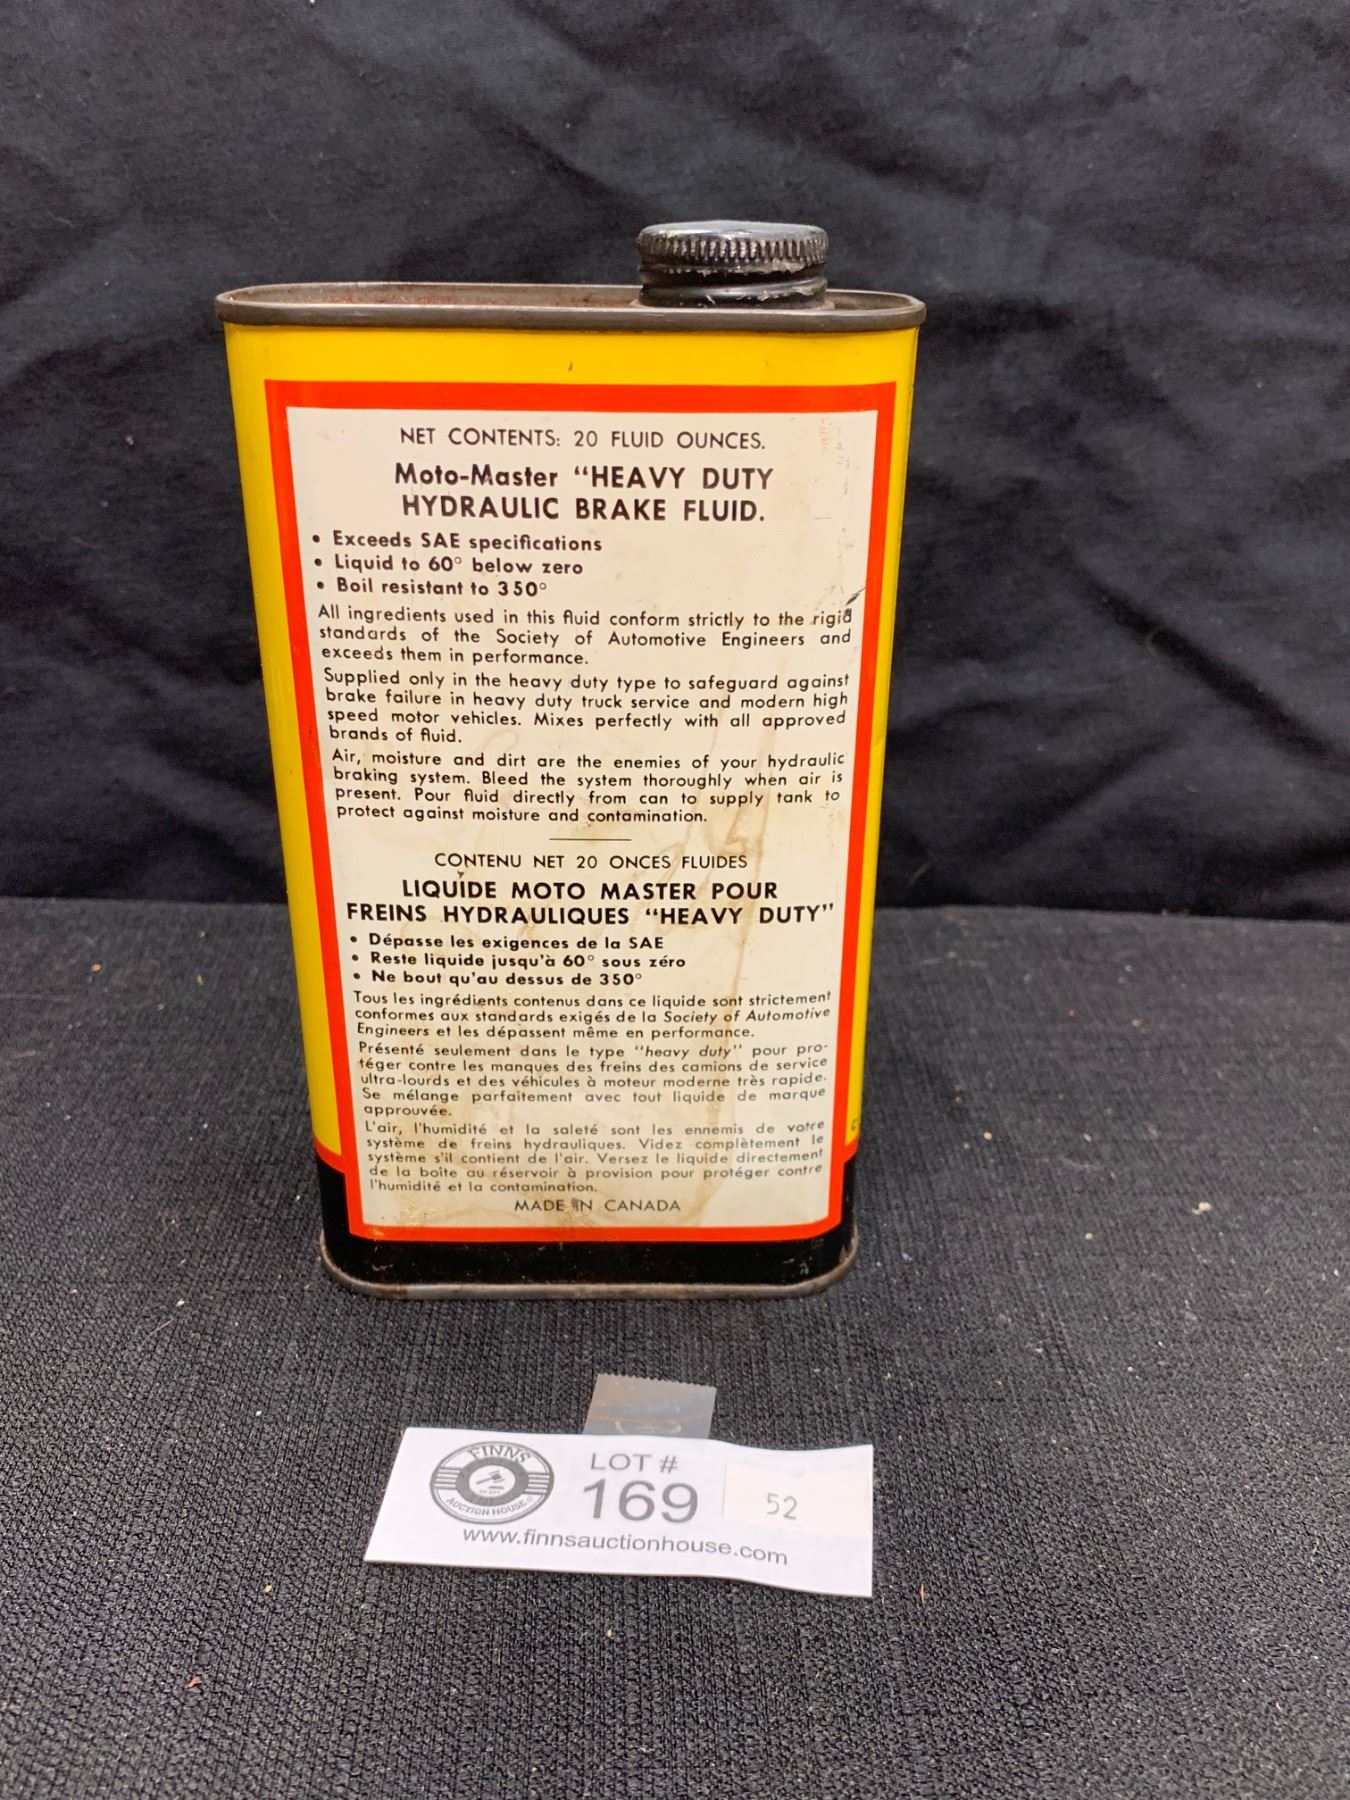 NET CONTENTS: 20 FLUID OUNCES.
Moto-Master "HEAVY DUTY
HYDRAULIC BRAKE FLUID.
• Exceeds SAE specifications
• Liquid to 60° below zero
• Boil resistant to 350°
All ingredients used in this fluid conform strictly to the rigid
standards of the Society of Automotive Engineers and
exceeds them in performance.
Supplied only in the heavy duty type to safeguard against
brake failure in heavy duty truck service and modern high
speed motor vehicles. Mixes perfectly with all approved
brands of fluid.
Air, moisture and dirt are the enemies of your hydraulic
braking system. Bleed the system thoroughly when air is
present. Pour fluid directly from can to supply tank to
protect against moisture and contamination.
CONTENU NET 20 ONCES FLUIDES
LIQUIDE MOTO MASTER POUR
FREINS HYDRAULIQUES "HEAVY DUTY"
• Dépasse les exigences de la SAE
• Reste liquide jusqu'à 60° sous zéro
• Ne bout qu'au dessus de 350°
Tous les ingrédients contenus dans ce liquide sont strictement
conformes aux standards exigés de la Society of Automotive
Engineers et les dépassent même en performance.
Présenté seulement dans le type "heavy duty" pour pro-
téger contre les manques des freins des camions de service
ultra-lourds et des véhicules à moteur moderne très rapide.
Se mélange parfaitement avec tout liquide de marque
approuvée.
L'air, l'humidité et la saleté sont les ennemis de votre
système de freins hydrauliques. Videz complètement le
système s'il contient de l'air. Versez le liquide directement
de la boîte au réservoir à provision pour protéger contre
l'humidité et la contamination.
MADE IN CANADA
FINNS
AUCTION HOUSE
LOT #
169
52
www.finnsauctionhouse.com